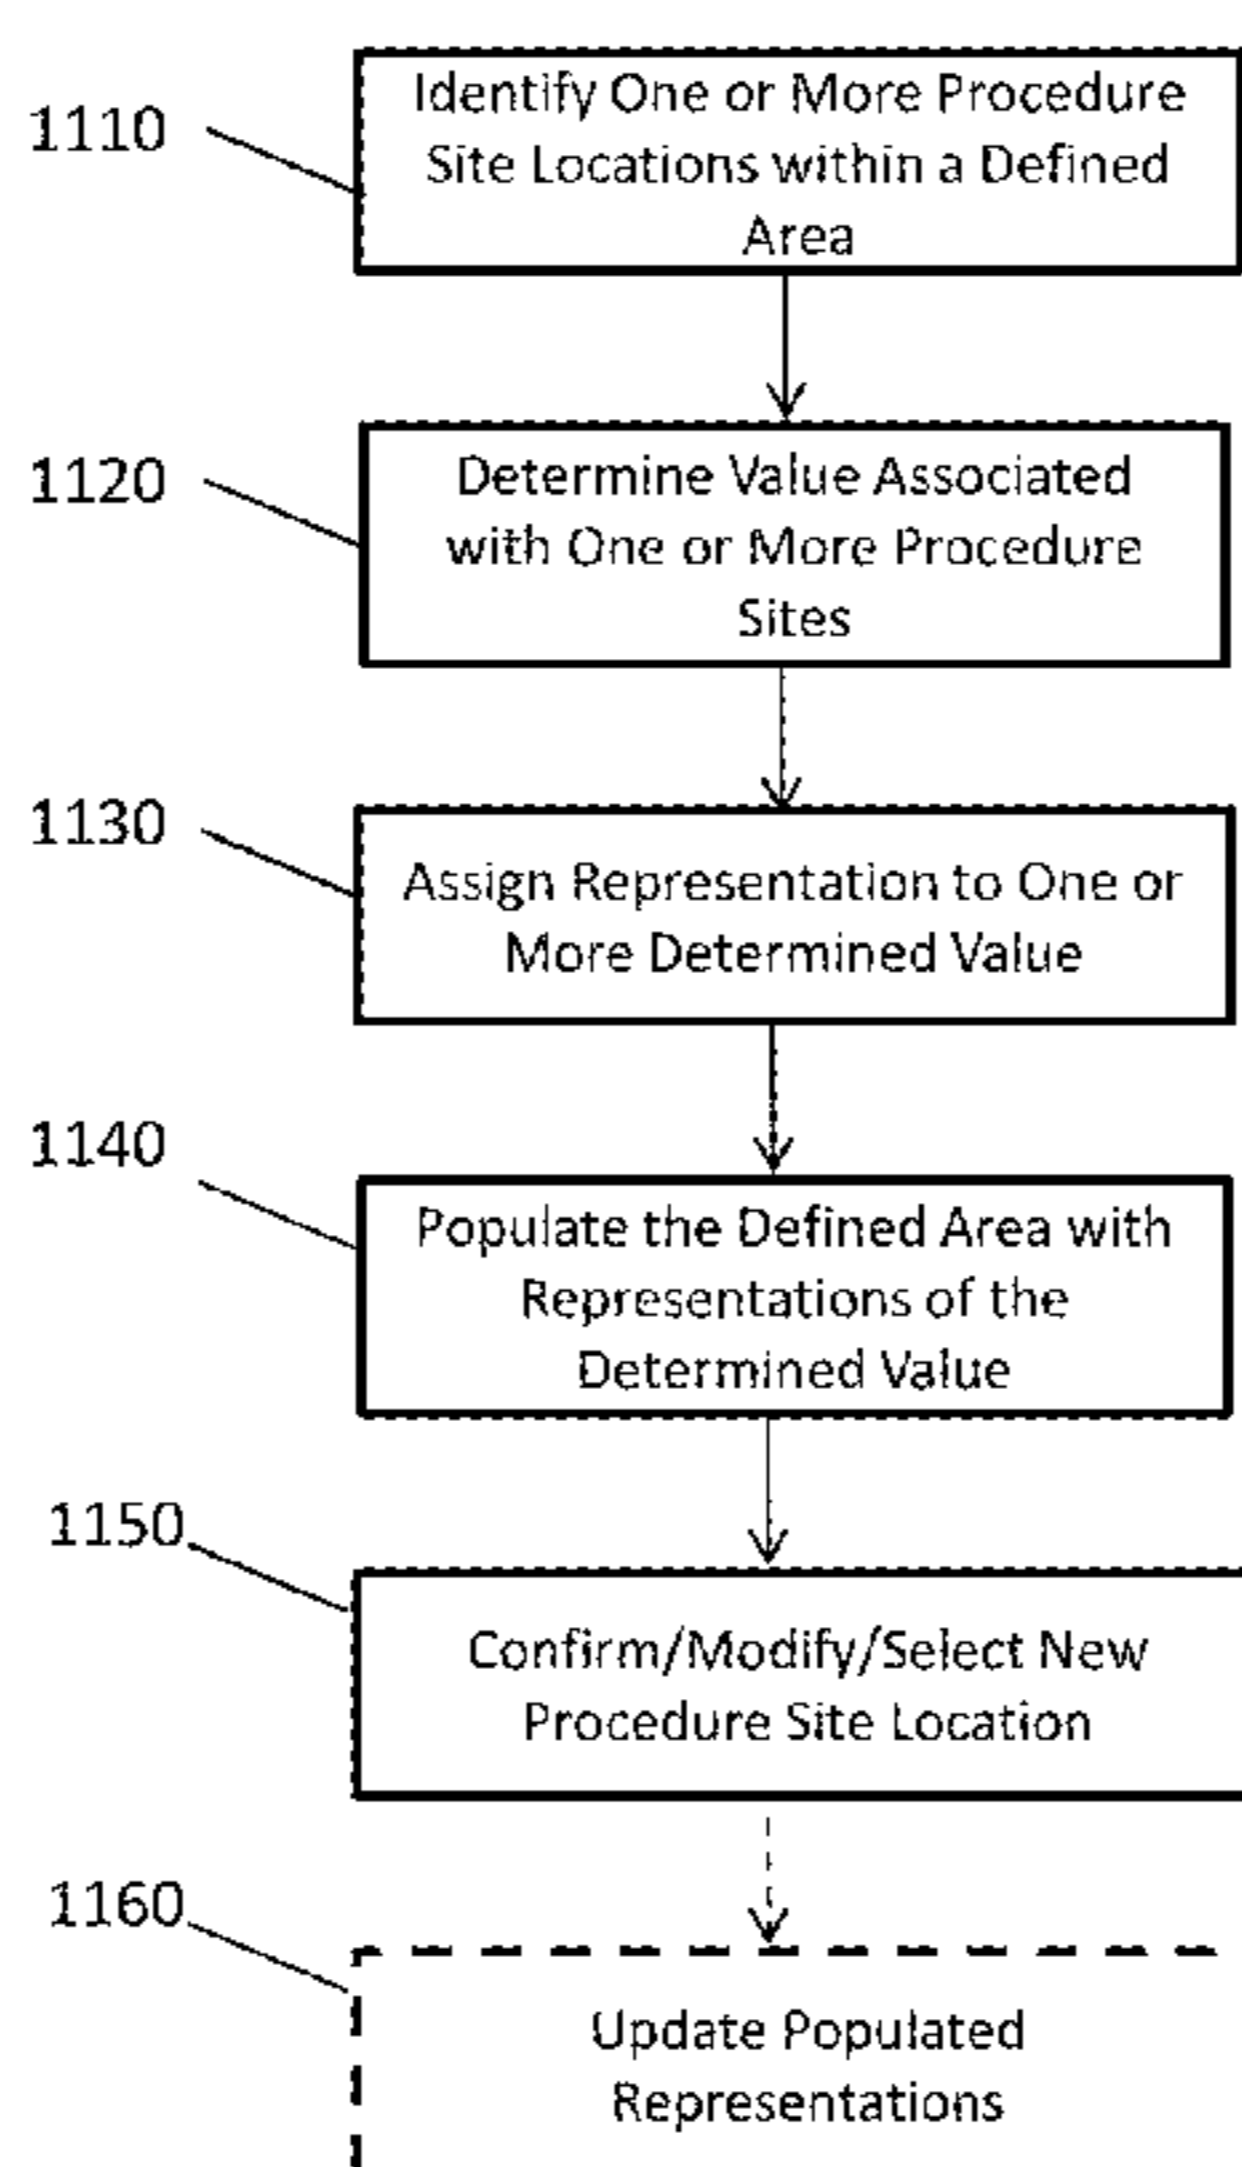 1110
Identify One or More Procedure
Site Locations within a Defined
Area
1120
Determine Value Associated
with One or More Procedure
Sites
1130
Assign Representation to One or
More Determined Value
1140
Populate the Defined Area with
Representations of the
Determined Value
1150
Confirm/Modify/Select New
Procedure Site Location
1160
Update Populated
Representations